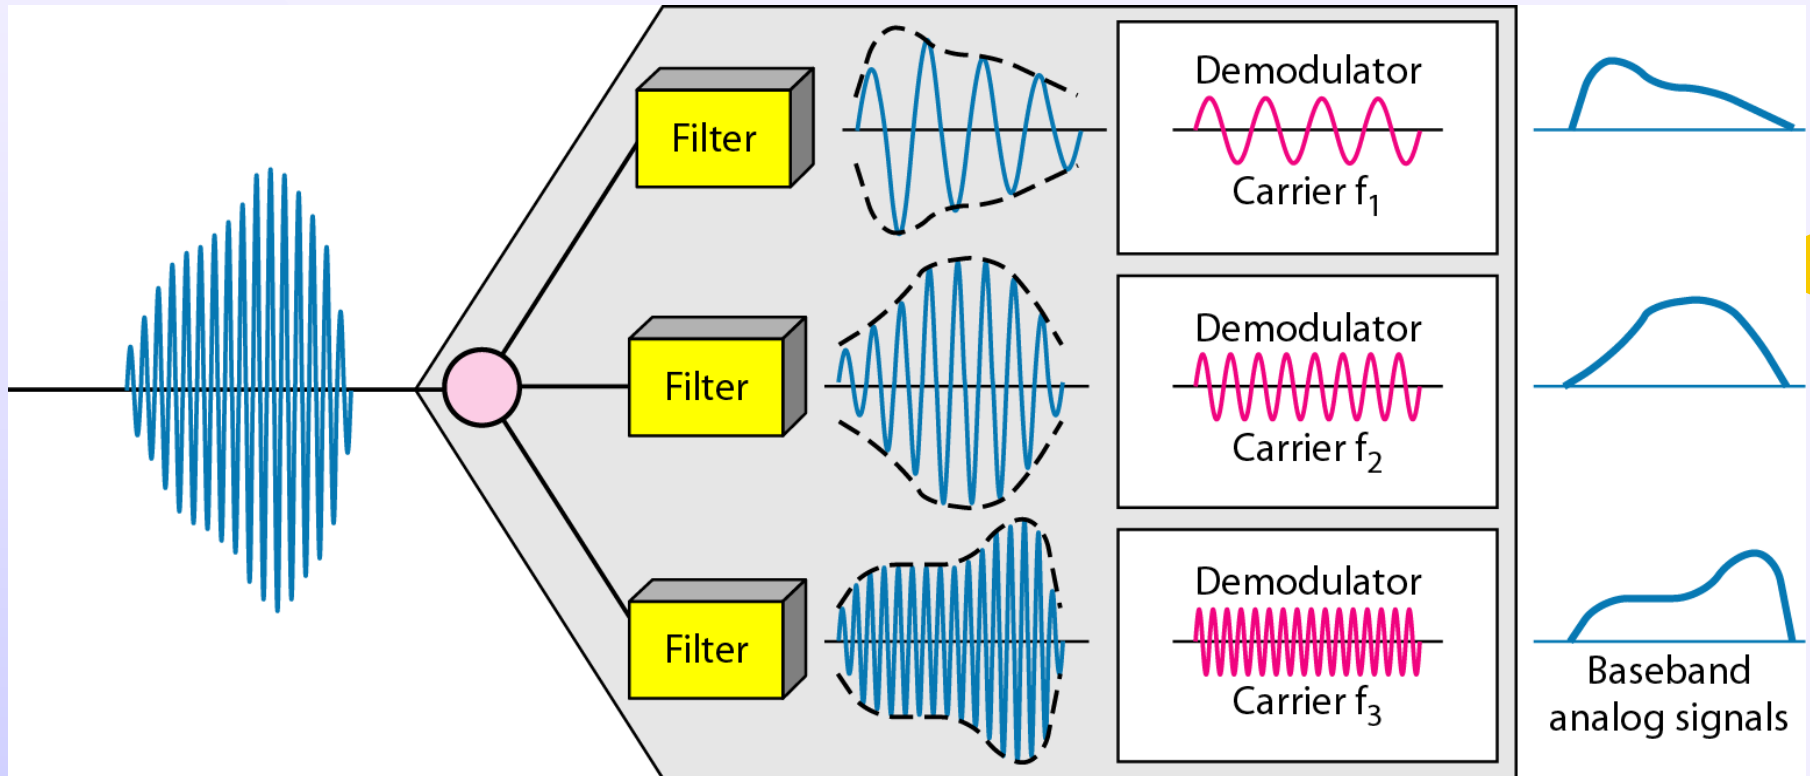 Filter
Demodulator
Carrier f₁
Filter
Demodulator
Carrier f₂
Filter
Demodulator
Carrier f₃
Baseband
analog signals